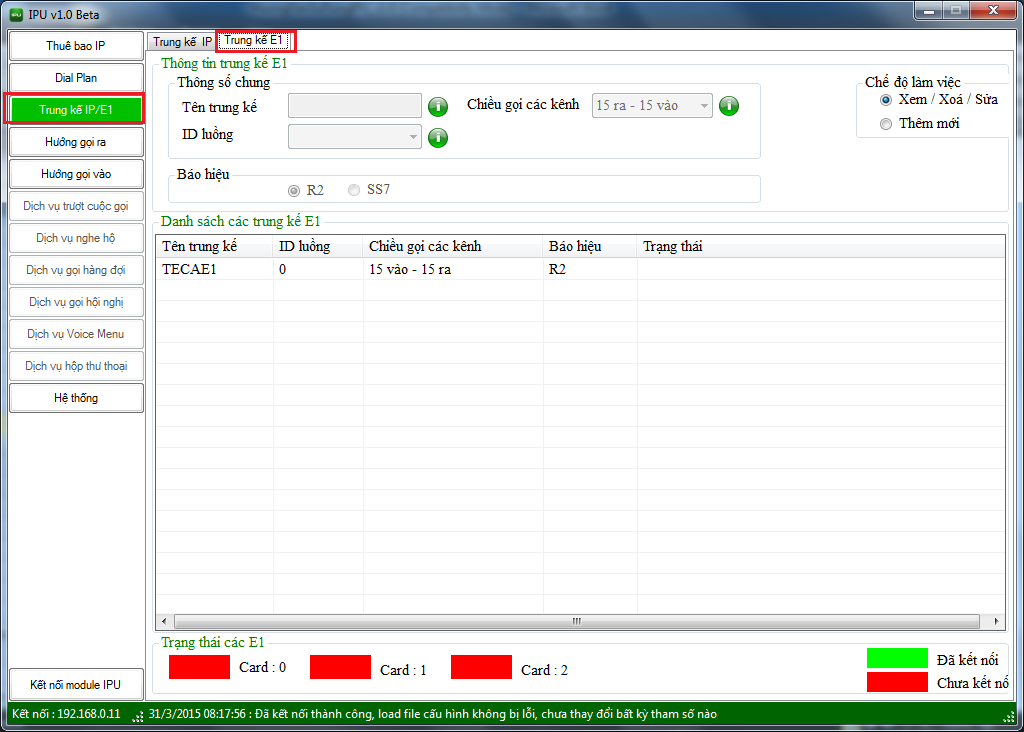 IPU v1.0 Beta
Thuê bao IP
Dial Plan
Trung kế IP/E1
Hướng gọi ra
Hướng gọi vào
Dịch vụ trượt cuộc gọi
Dịch vụ nghe hộ
Dịch vụ gọi hàng đợi
Dịch vụ gọi hội nghị
Dịch vụ Voice Menu
Dịch vụ hộp thư thoại
Hệ thống
Kết nối module IPU
Trung kế IP
Trung kế E1
Thông tin trung kế E1
Thông số chung
Tên trung kế
Chiều gọi các kênh
15 ra - 15 vào
ID luồng
Báo hiệu
R2
SS7
Chế độ làm việc
Xem / Xoá / Sửa
Thêm mới
Danh sách các trung kế E1
Tên trung kế ID luồng Chiều gọi các kênh Báo hiệu Trạng thái
TECAE1 0 15 vào - 15 ra R2
Trạng thái các E1
Card : 0
Card : 1
Card : 2
Đã kết nối
Chưa kết nố
Kết nối : 192.168.0.11
31/3/2015 08:17:56 : Đã kết nối thành công, load file cấu hình không bị lỗi, chưa thay đổi bất kỳ tham số nào